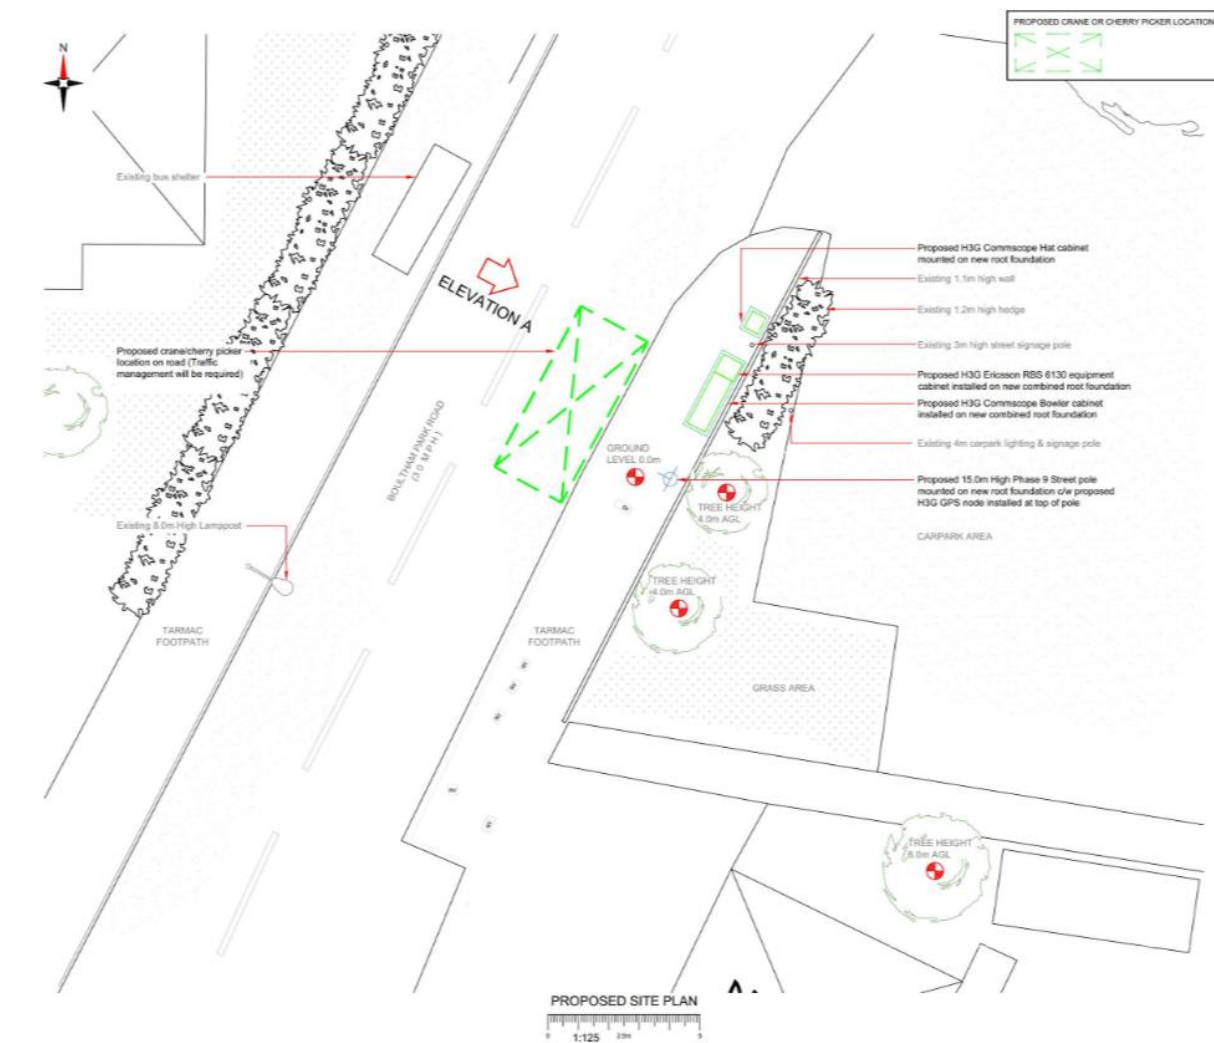 PROPOSED CRANE OR CHERRY PICKER LOCATION
N
Existing bus shelter
ELEVATION A
Proposed H3G Commscope Hat cabinet
mounted on new root foundation
Existing 1.1m high wall
Existing 1.2m high hedge
Existing 3m high street signage pole
Proposed crane/cherry picker
location on road (Traffic
management will be required)
Proposed H3G Ericsson RBS 6130 equipment
cabinet installed on new combined root foundation
Proposed H3G Commscope Bowler cabinet
installed on new combined root foundation
BOULTHAM PARK ROAD
(30 MPH)
GROUND
LEVEL 0.0m
Existing 4m carpark lighting & signage pole
Proposed 15.0m High Phase 9 Street pole
mounted on new root foundation c/w proposed
H3G GPS node installed at top of pole
TREE HEIGHT
4.0m AGL
Existing 8.0m High Lamppost
CARPARK AREA
TREE HEIGHT
4.0m AGL
TARMAC
FOOTPATH
TARMAC
FOOTPATH
GRASS AREA
TREE HEIGHT
6.0m AGL
PROPOSED SITE PLAN
0 1:125 2.5m 5